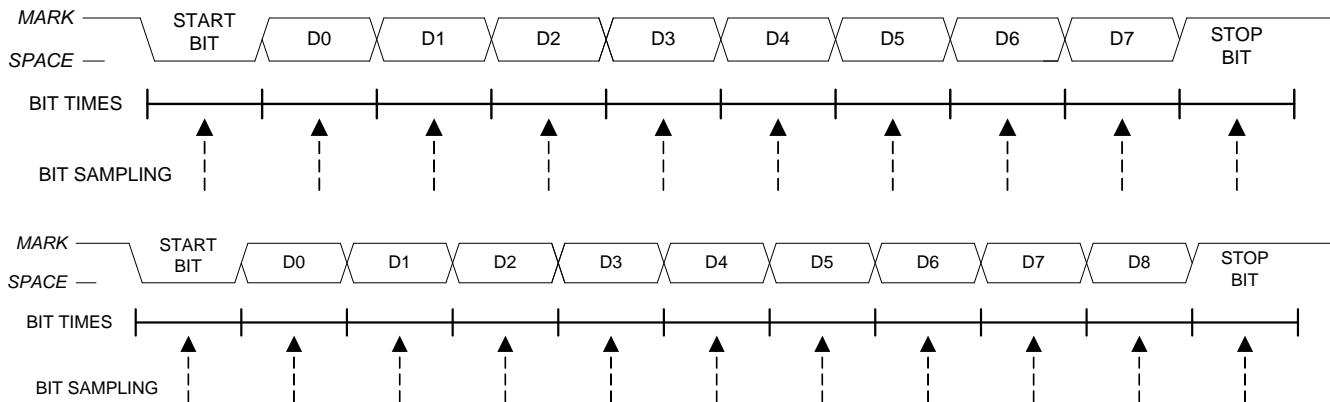 MARK START BIT D0 D1 D2 D3 D4 D5 D6 D7 STOP BIT
SPACE
BIT TIMES
BIT SAMPLING
MARK START BIT D0 D1 D2 D3 D4 D5 D6 D7 D8 STOP BIT
SPACE
BIT TIMES
BIT SAMPLING